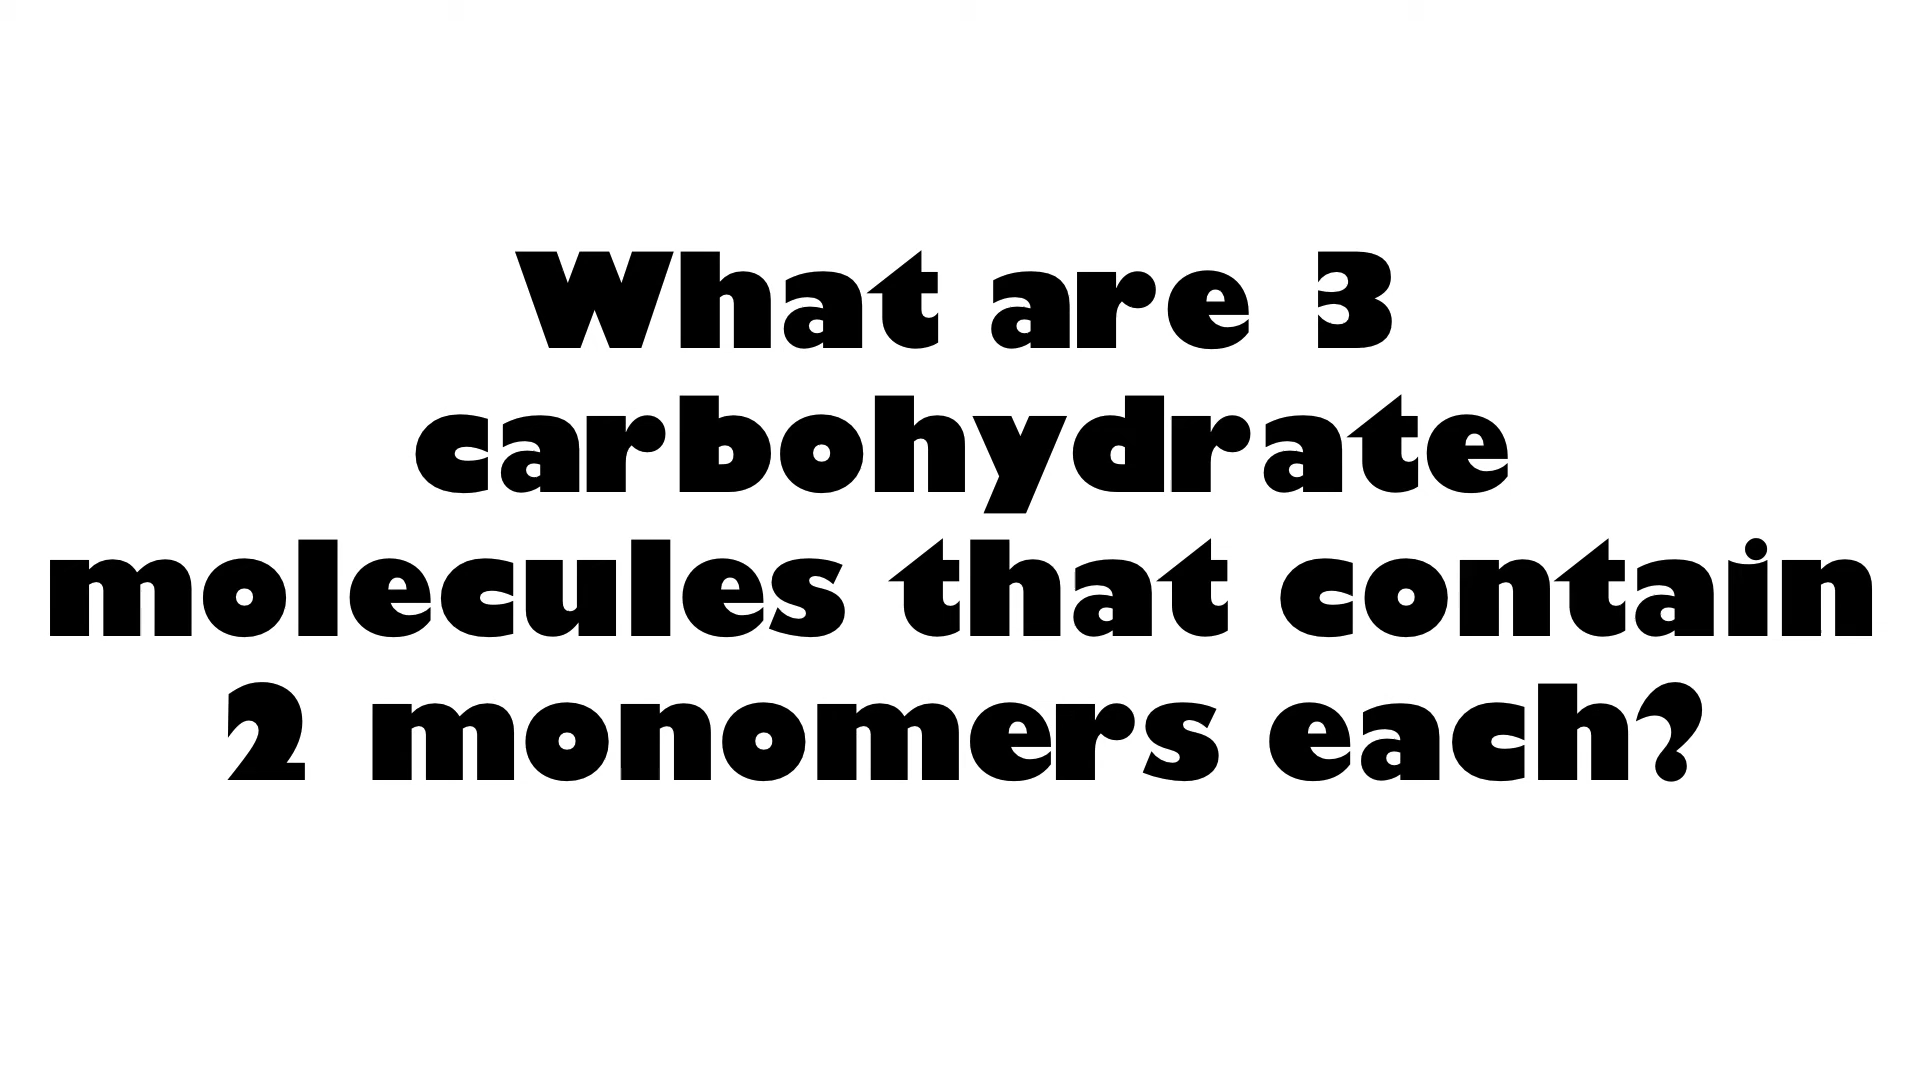 What are 3
carbohydrate
molecules that contain
2 monomers each?